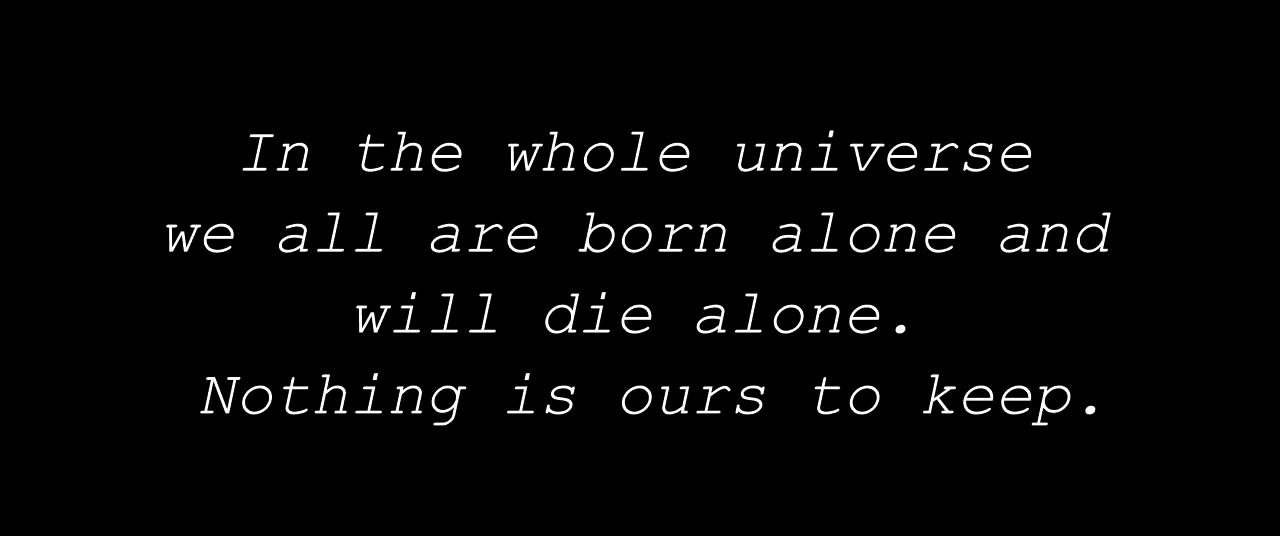 In the whole universe
we all are born alone and
will die alone.
Nothing is ours to keep.